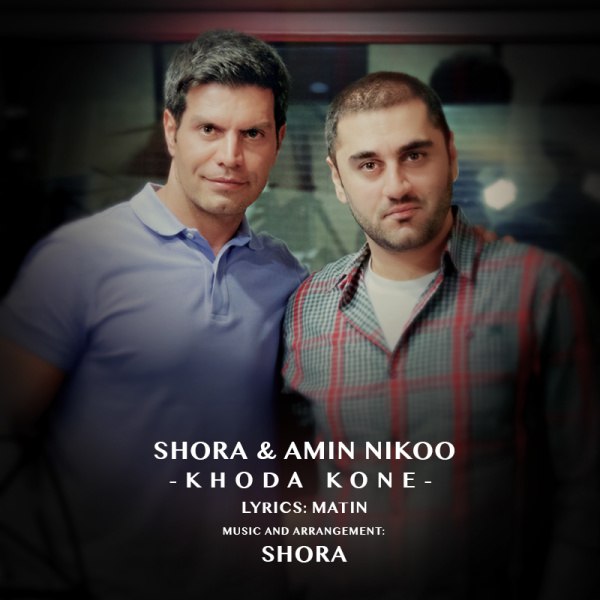 SHORA & AMIN NIKOO
-KHODA KONE-
LYRICS: MATIN
MUSIC AND ARRANGEMENT:
SHORA